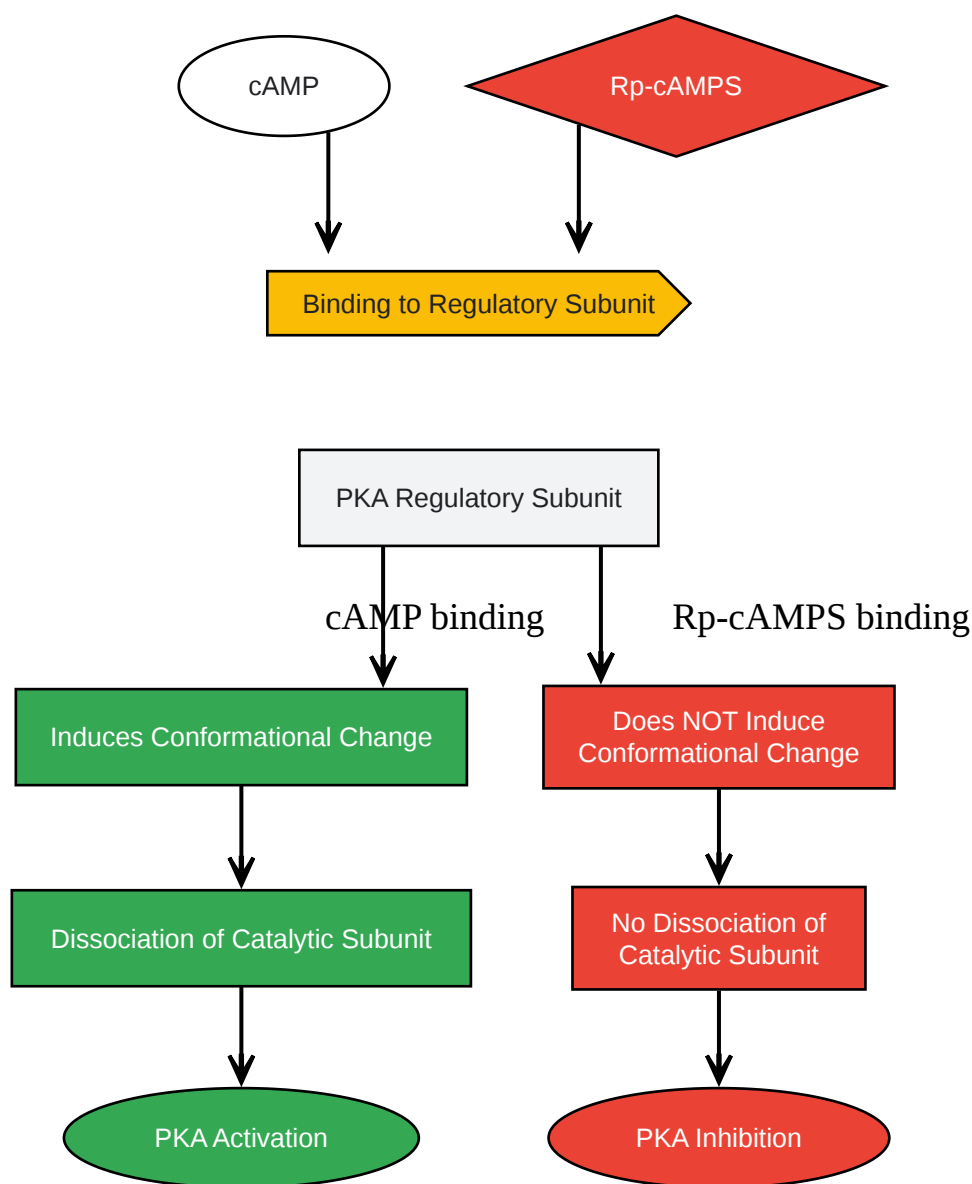 cAMP
Rp-cAMPS
Binding to Regulatory Subunit
PKA Regulatory Subunit
cAMP binding
Rp-cAMPS binding
Induces Conformational Change
Does NOT Induce
Conformational Change
Dissociation of Catalytic Subunit
No Dissociation of
Catalytic Subunit
PKA Activation
PKA Inhibition